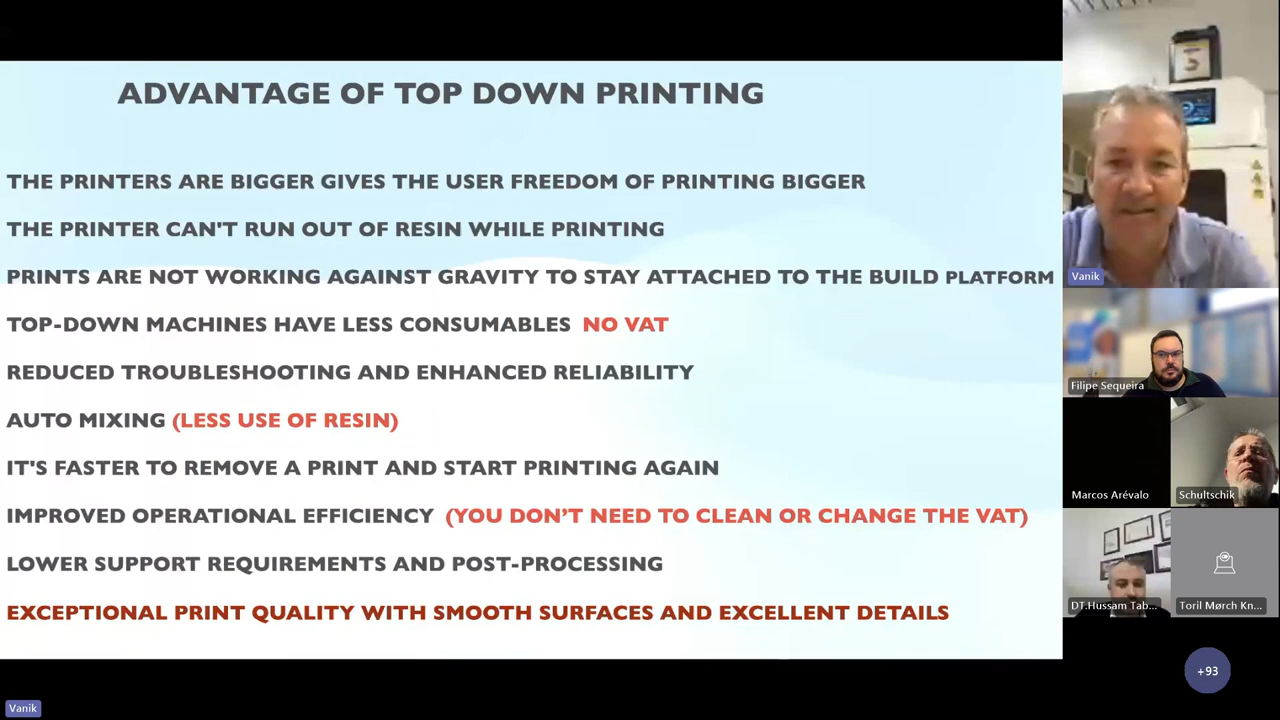 ADVANTAGE OF TOP DOWN PRINTING
THE PRINTERS ARE BIGGER GIVES THE USER FREEDOM OF PRINTING BIGGER
THE PRINTER CAN'T RUN OUT OF RESIN WHILE PRINTING
PRINTS ARE NOT WORKING AGAINST GRAVITY TO STAY ATTACHED TO THE BUILD PLATFORM
TOP-DOWN MACHINES HAVE LESS CONSUMABLES NO VAT
REDUCED TROUBLESHOOTING AND ENHANCED RELIABILITY
AUTO MIXING (LESS USE OF RESIN)
IT'S FASTER TO REMOVE A PRINT AND START PRINTING AGAIN
IMPROVED OPERATIONAL EFFICIENCY (YOU DON’T NEED TO CLEAN OR CHANGE THE VAT)
LOWER SUPPORT REQUIREMENTS AND POST-PROCESSING
EXCEPTIONAL PRINT QUALITY WITH SMOOTH SURFACES AND EXCELLENT DETAILS
Vanik
Filipe Sequeira
Marcos Arévalo
Schultschik
DT.Hussam Tab...
Toril Mørch Kn...
+93
Vanik